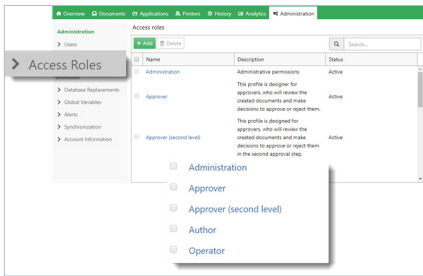 Overview Documents Applications Printers History Analytics Administration
Administration
Access roles
Users
Add Delete
Search...
Access Roles
Name Description Status
Administration Administrative permissions Active
Database Replacements
Global Variables
Alerts
Synchronization
Account Information
Approver
This profile is designer for
approvers, who will review the
created documents and make
decisions to approve or reject them.
Active
Approver (second level)
This profile is designed for
approvers, who will review the
created documents and make
decisions to approve or reject them
in the second approval step.
Active
Administration
Approver
Approver (second level)
Author
Operator